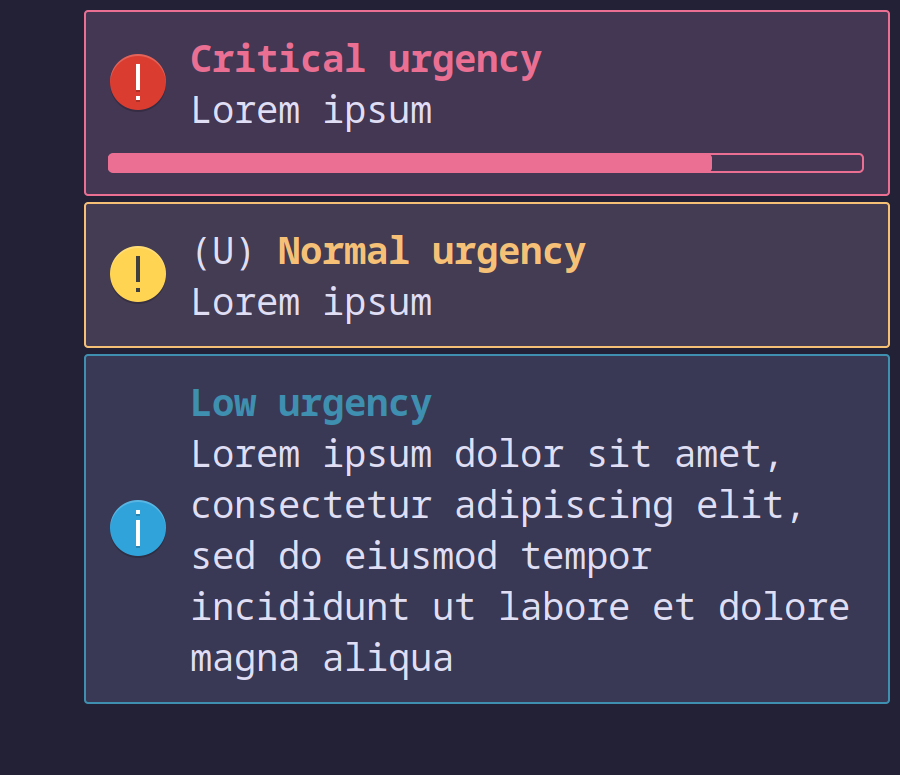 Critical urgency
Lorem ipsum
(U) Normal urgency
Lorem ipsum
Low urgency
Lorem ipsum dolor sit amet,
consectetur adipiscing elit,
sed do eiusmod tempor
incididunt ut labore et dolore
magna aliqua